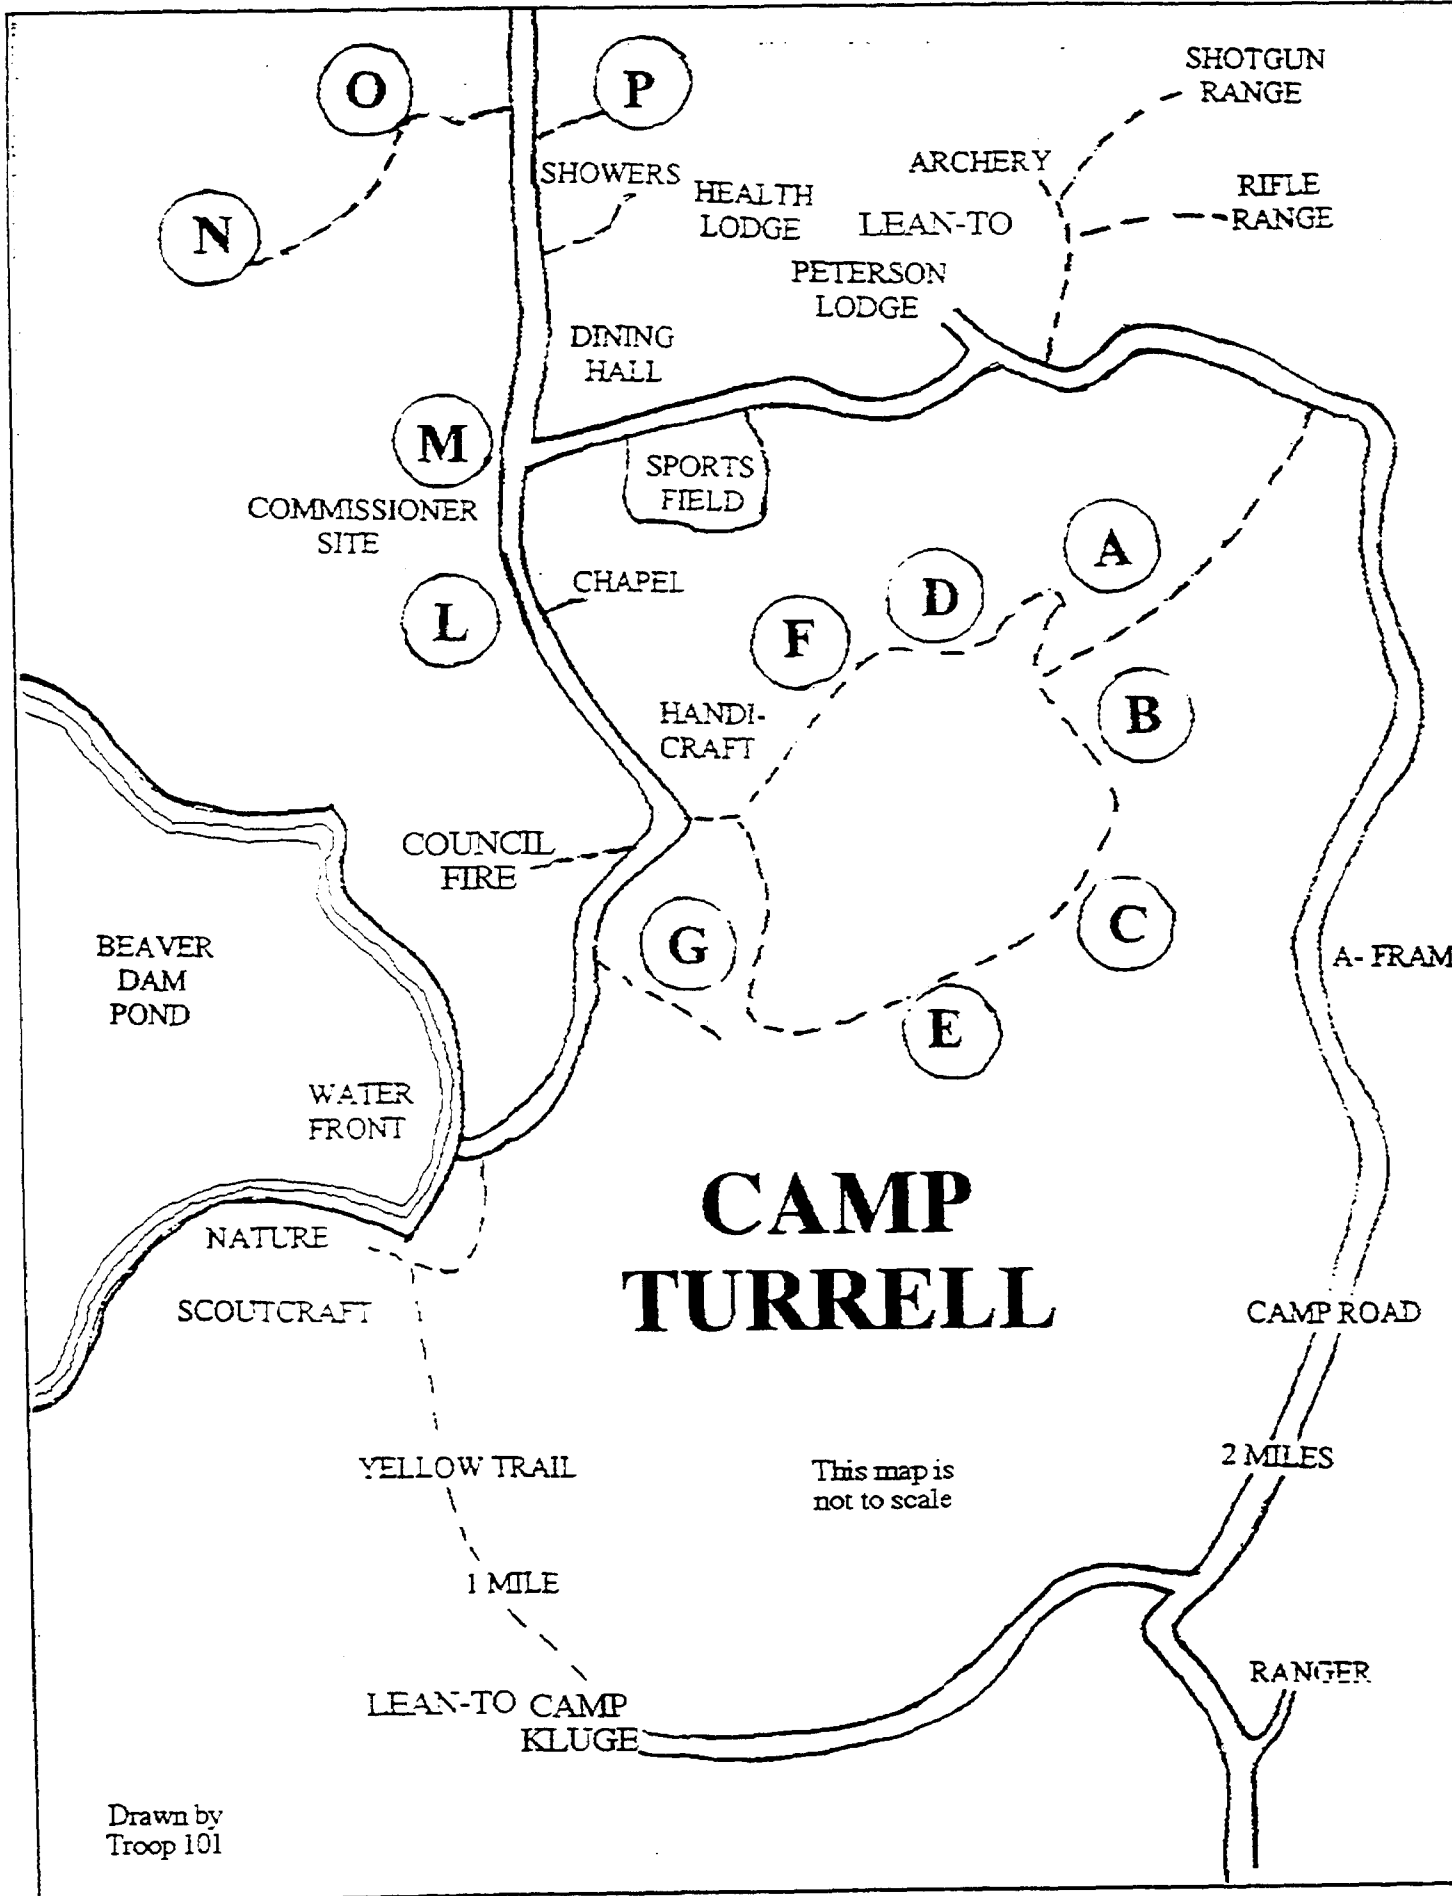 O
P
SHOTGUN
RANGE
SHOWERS
ARCHERY
N
HEALTH
LODGE
LEAN-TO
RIFLE
RANGE
PETERSON
LODGE
DINING
HALL
M
SPORTS
FIELD
COMMISSIONER
SITE
A
CHAPEL
L
D
F
HANDI-
CRAFT
B
COUNCIL
FIRE
G
C
BEAVER
DAM
POND
A-FRAM
E
WATER
FRONT
CAMP
TURRELL
NATURE
SCOUTCRAFT
CAMP ROAD
YELLOW TRAIL
This map is
not to scale
2 MILES
1 MILE
RANGER
LEAN-TO
CAMP
KLUGE
Drawn by
Troop 101